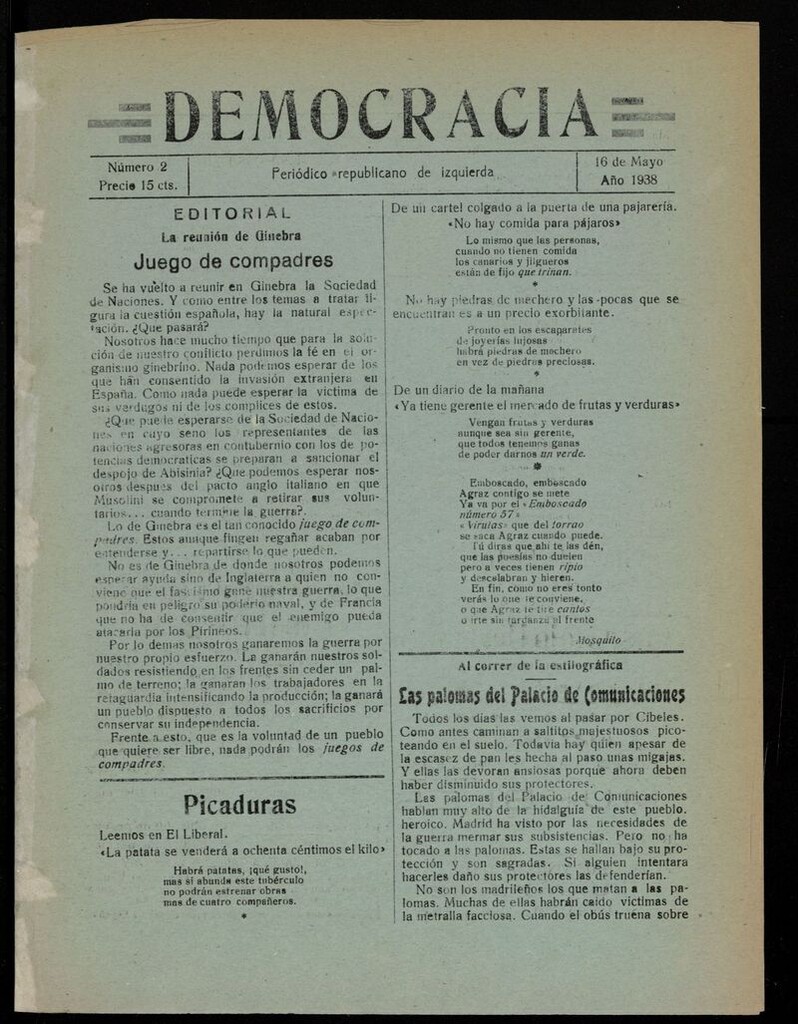 DEMOCRACIA
Número 2
Precio 15 cts.
Periódico republicano de izquierda
16 de Mayo
Año 1938
EDITORIAL
La reunión de Ginebra
Juego de compadres
Se ha vuelto a reunir en Ginebra la Sociedad
de Naciones. Y como entre los temas a tratar fi-
gura la cuestión española, hay la natural espec-
tación. ¿Que pasará?
Nosotros hace mucho tiempo que para la solu-
ción de nuestro conflicto perdimos la fé en el or-
ganismo ginebrino. Nada podemos esperar de los
que han consentido la invasión extranjera en
España. Como nada puede esperar la victima de
sus verdugos ni de los complices de estos.
¿Que puede esperarse de la Sociedad de Nacio-
nes en cuyo seno los representantes de las
naciones agresoras en contubernio con los de po-
tencias democraticas se preparan a sancionar el
despojo de Abisinia? ¿Que podemos esperar nos-
otros despues del pacto anglo italiano en que
Musolini se compromete a retirar sus volun-
tarios... cuando termine la guerra?.
Lo de Ginebra es el tan conocido juego de com-
padres. Estos aunque fingen regañar acaban por
entenderse y... repartirse lo que pueden.
No es de Ginebra de donde nosotros podemos
esperar ayuda sino de Inglaterra a quien no con-
viene que el fascismo gane nuestra guerra, lo que
pondría en peligro su poderío naval, y de Francia
que no ha de consentir que el enemigo pueda
atacarla por los Pirineos.
Por lo demas nosotros ganaremos la guerra por
nuestro propio esfuerzo. La ganarán nuestros sol-
dados resistiendo en los frentes sin ceder un pal-
mo de terreno; la ganaran los trabajadores en la
retaguardia intensificando la producción; la ganará
un pueblo dispuesto a todos los sacrificios por
conservar su independencia.
Frente a esto, que es la voluntad de un pueblo
que quiere ser libre, nada podrán los juegos de
compadres.
Picaduras
Leemos en El Liberal.
«La patata se venderá a ochenta céntimos el kilo»
Habrá patatas, ¡qué gusto!,
mas si abunda este tubérculo
no podrán estrenar obras
mas de cuatro compañeros.
*
De un cartel colgado a la puerta de una pajarería.
«No hay comida para pájaros»
Lo mismo que las personas,
cuando no tienen comida
los canarios y jilgueros
están de fijo que trinan.
*
No hay piedras de mechero y las pocas que se
encuentran es a un precio exorbitante.
Pronto en los escaparates
de joyerías lujosas
habrá piedras de mechero
en vez de piedras preciosas.
*
De un diario de la mañana
«Ya tiene gerente el mercado de frutas y verduras»
Vengan frutas y verduras
aunque sea sin gerente,
que todos tenemos ganas
de poder darnos un verde.
*
Emboscado, emboscado
Agraz contigo se mete
Ya va por el «Emboscado
número 57»
«Virutas» que del torrao
se saca Agraz cuando puede.
Tú diras que ahi te las dén,
que las poesías no duelen
pero a veces tienen ripio
y descalabran y hieren.
En fin, como no eres tonto
verás lo que te conviene,
o que Agraz te tire cantos
o irte sin tardanza al frente
Mosquito
Al correr de la estilográfica
Las palomas del Palacio de Comunicaciones
Todos los días las vemos al pasar por Cibeles.
Como antes caminan a saltitos majestuosos pico-
teando en el suelo. Todavía hay quien apesar de
la escasez de pan les hecha al paso unas migajas.
Y ellas las devoran ansiosas porque ahora deben
haber disminuido sus protectores.
Las palomas del Palacio de Comunicaciones
hablan muy alto de la hidalguía de este pueblo.
heroico. Madrid ha visto por las necesidades de
la guerra mermar sus subsistencias. Pero no ha
tocado a las palomas. Estas se hallan bajo su pro-
tección y son sagradas. Si alguien intentara
hacerles daño sus protectores las defenderían.
No son los madrileños los que matan a las pa-
lomas. Muchas de ellas habrán caido víctimas de
la metralla facciosa. Cuando el obús truena sobre